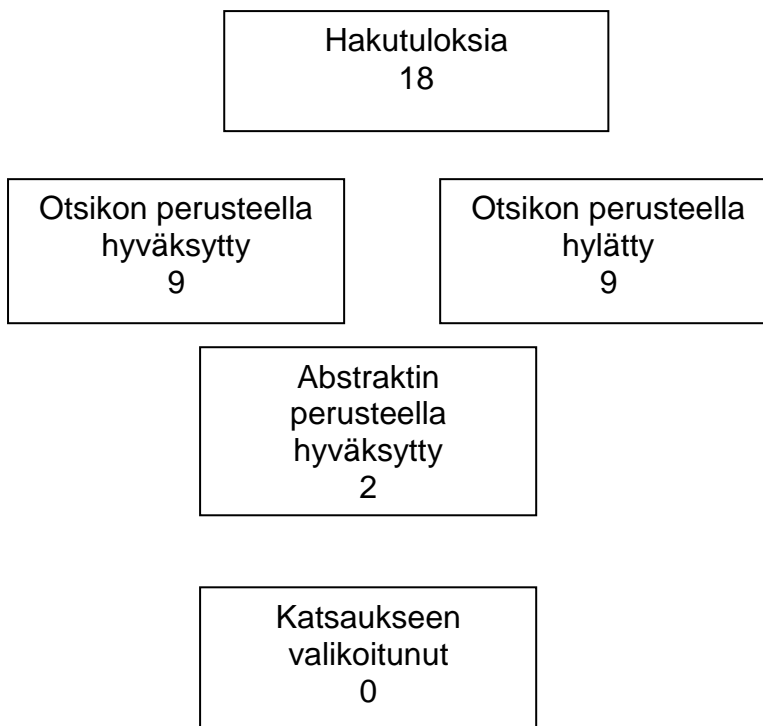 Hakutuloksia
18
Otsikon perusteella
hyväksytty
9
Otsikon perusteella
hylätty
9
Abstraktin
perusteella
hyväksytty
2
Katsaukseen
valikoitunut
0